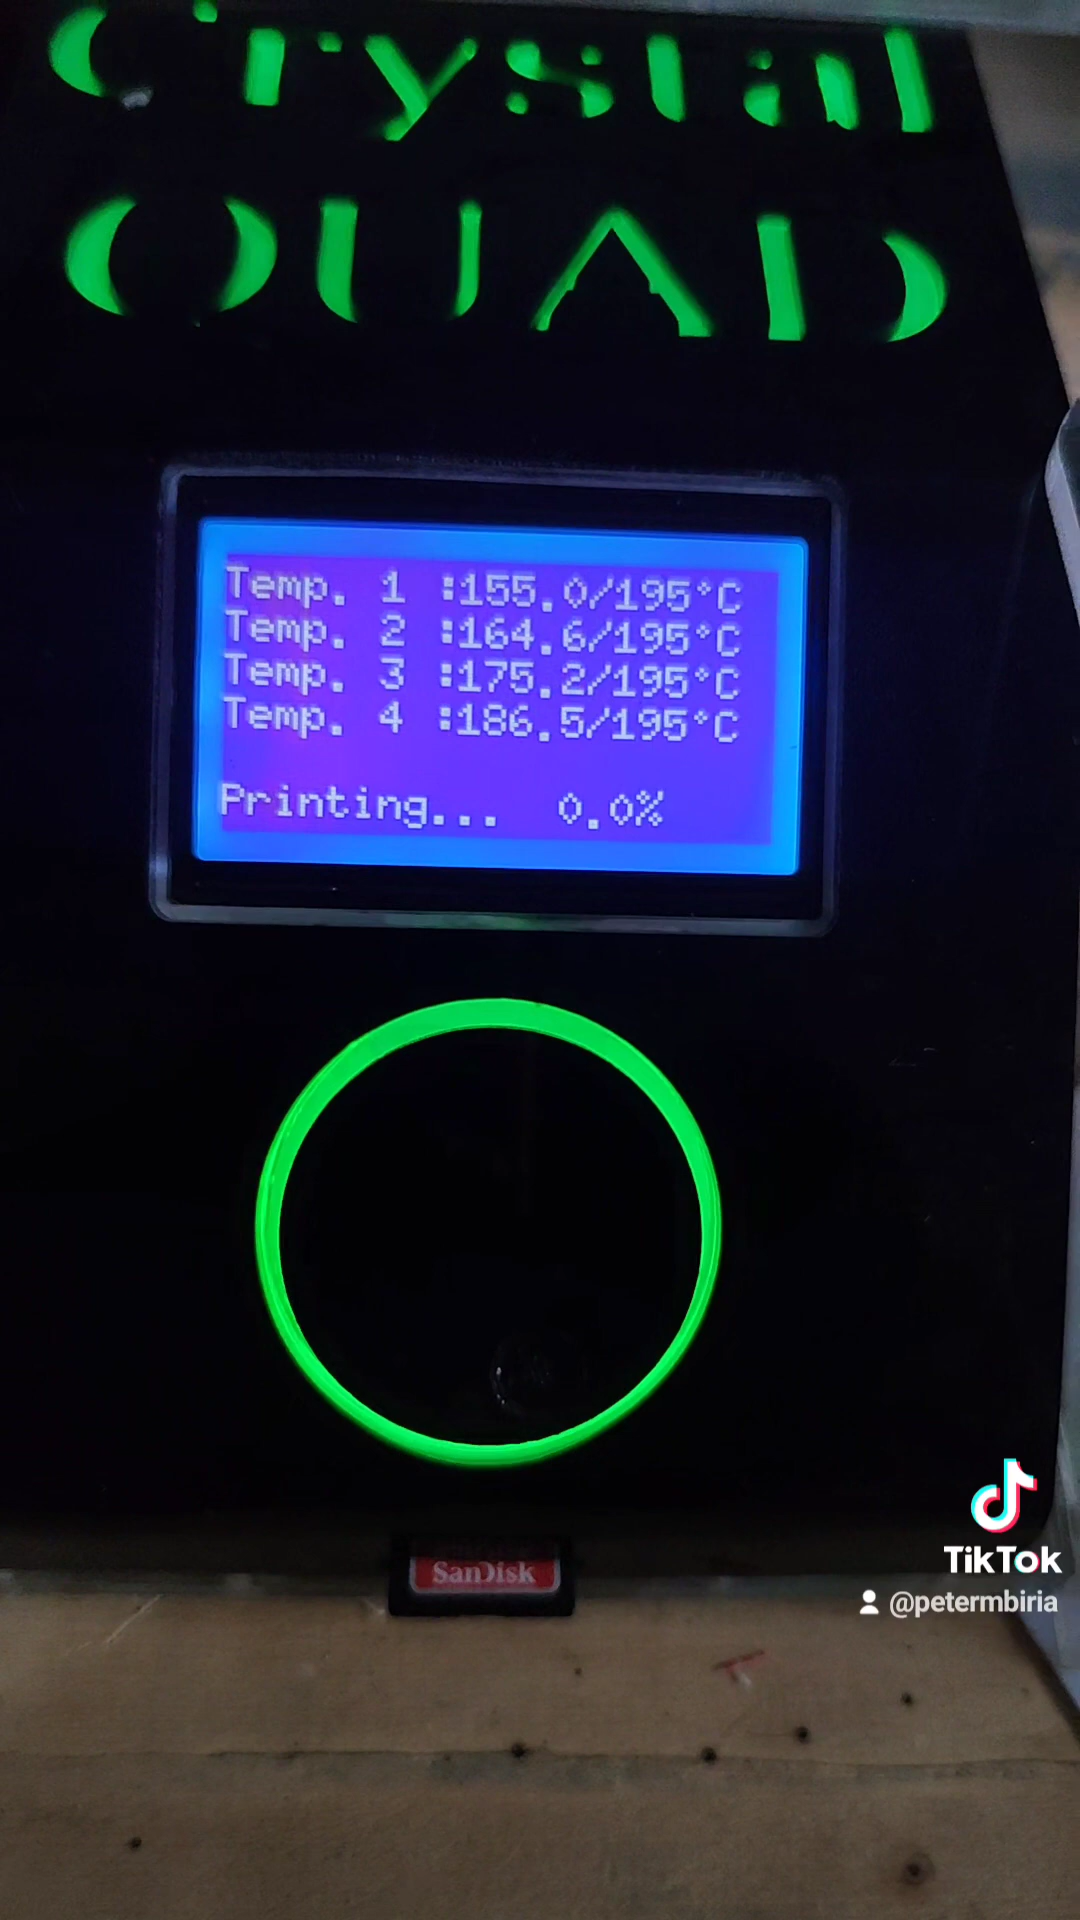 Crystal
QUAD
Temp. 1 :155.0/195°C
Temp. 2 :164.6/195°C
Temp. 3 :175.2/195°C
Temp. 4 :186.5/195°C
Printing... 0.0%
SanDisk
TikTok
@petermbiria